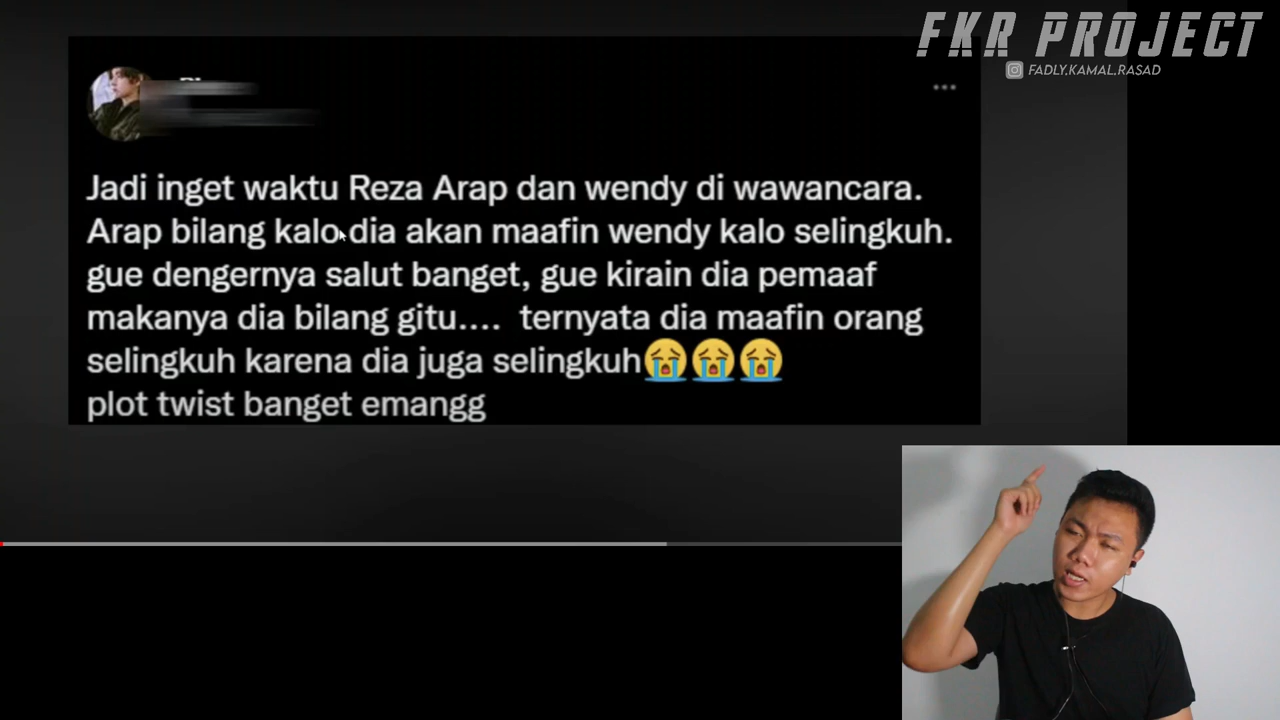 FKR PROJECT
FADLY.KAMAL.RASAD
Jadi inget waktu Reza Arap dan wendy di wawancara.
Arap bilang kalo dia akan maafin wendy kalo selingkuh.
gue dengernya salut banget, gue kirain dia pemaaf
makanya dia bilang gitu.... ternyata dia maafin orang
selingkuh karena dia juga selingkuh😭😭😭
plot twist banget emangg